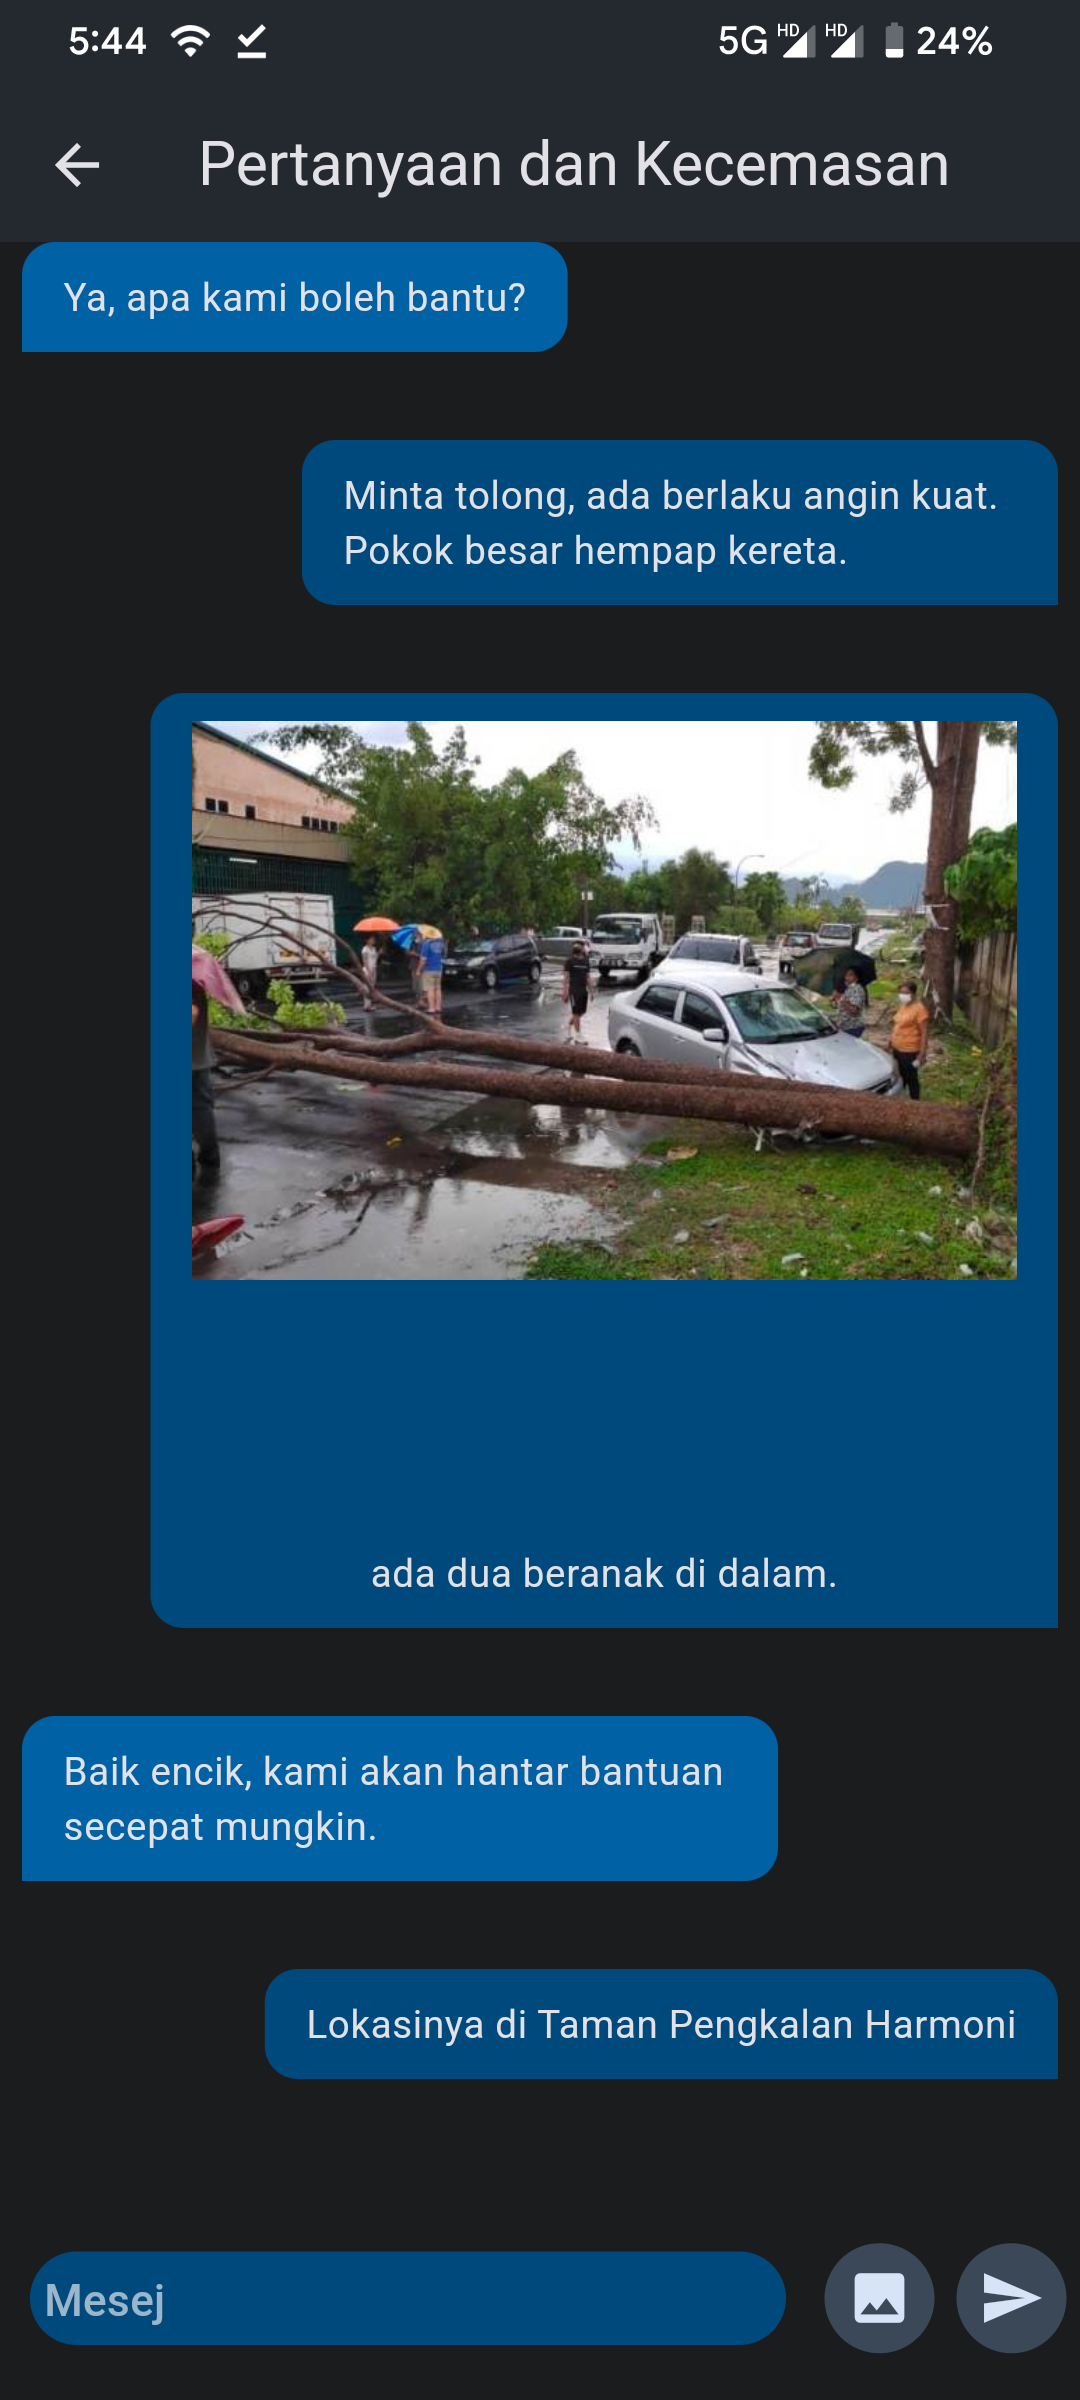 5:44 5G HD HD 24%
Pertanyaan dan Kecemasan
Ya, apa kami boleh bantu?
Minta tolong, ada berlaku angin kuat.
Pokok besar hempap kereta.
ada dua beranak di dalam.
Baik encik, kami akan hantar bantuan
secepat mungkin.
Lokasinya di Taman Pengkalan Harmoni
Mesej